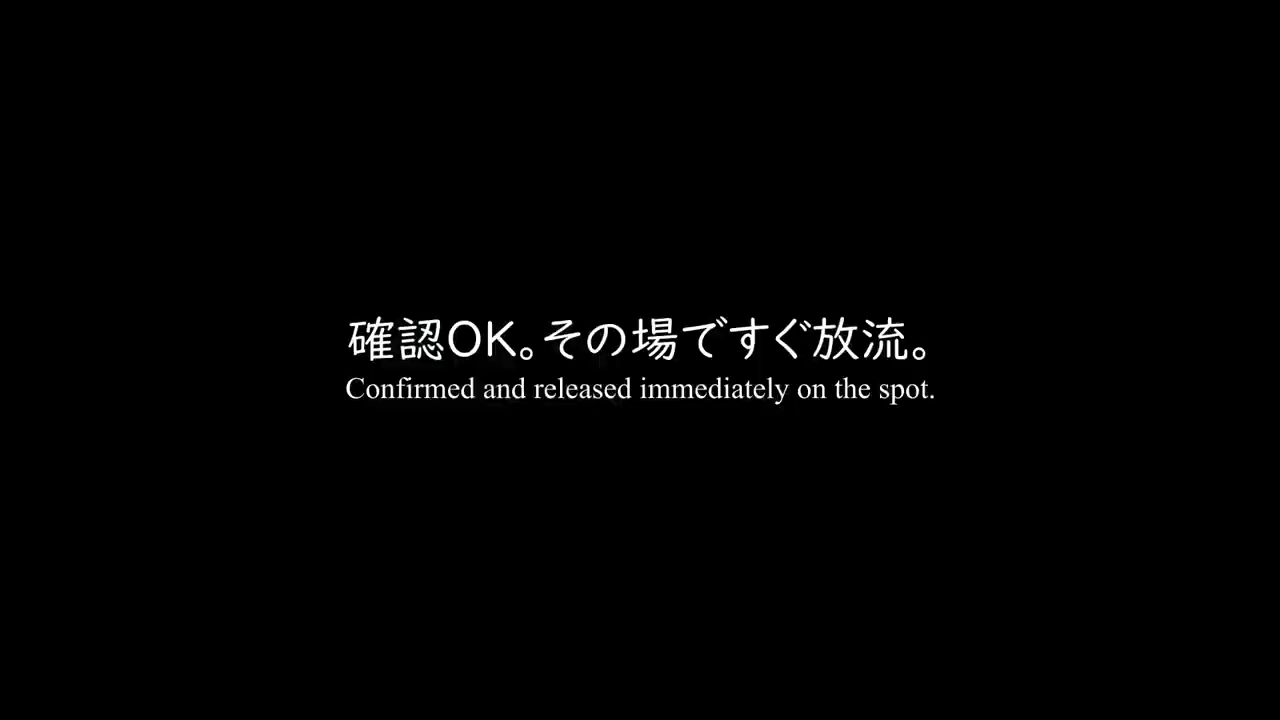 確認OK。その場ですぐ放流。
Confirmed and released immediately on the spot.